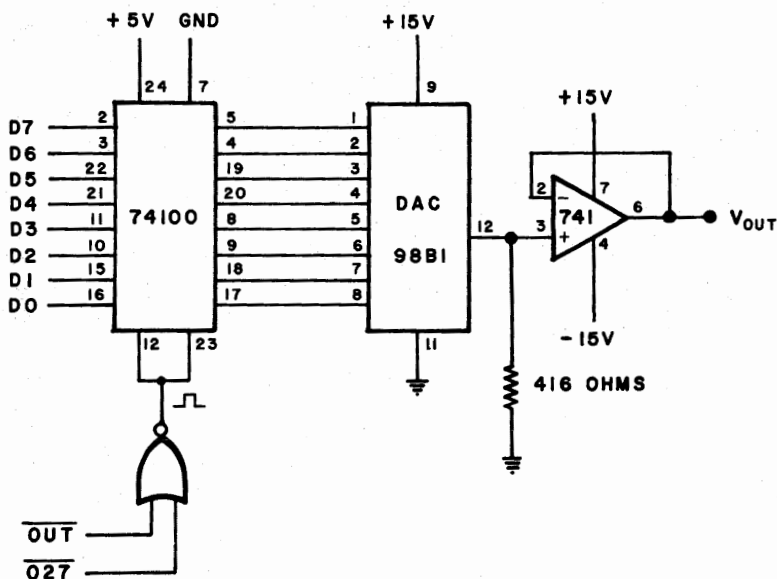 +5V GND
+15V
24 7
9
+15V
D7 2 5 1
D6 3 4 2
D5 22 19 3
D4 21 20 4
D3 11 8 5
D2 10 9 6
D1 15 18 7
D0 16 17 8
74100
DAC
98B1
12
2 − 7
741 6
3 + 4
VOUT
12 23
11
-15V
416 OHMS
OUT
027